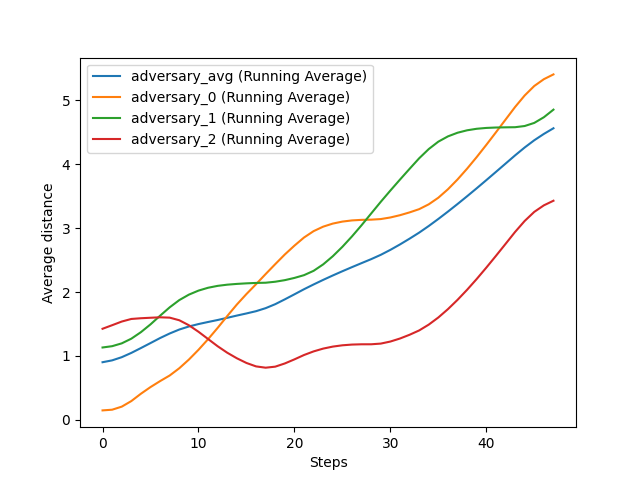 adversary_avg (Running Average)
adversary_0 (Running Average)
adversary_1 (Running Average)
adversary_2 (Running Average)
Average distance
5
4
3
2
1
0
0 10 20 30 40
Steps